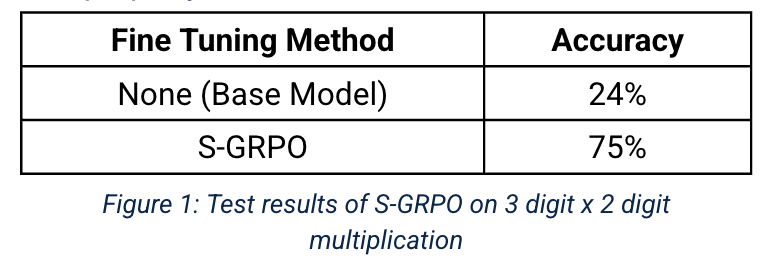 Fine Tuning Method Accuracy
None (Base Model) 24%
S-GRPO 75%
Figure 1: Test results of S-GRPO on 3 digit x 2 digit
multiplication